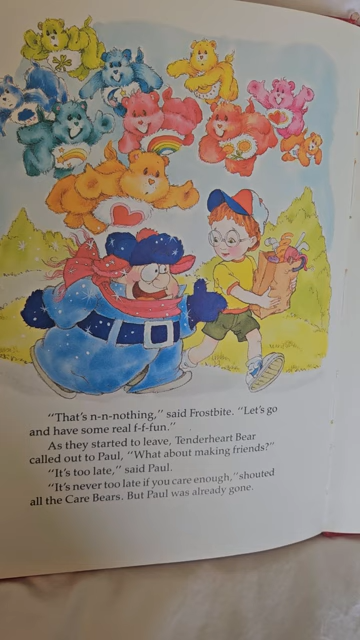 "That's n-n-nothing," said Frostbite. "Let's go
and have some real f-f-fun."
As they started to leave, Tenderheart Bear
called out to Paul, "What about making friends?"
"It's too late," said Paul.
"It's never too late if you care enough," shouted
all the Care Bears. But Paul was already gone.